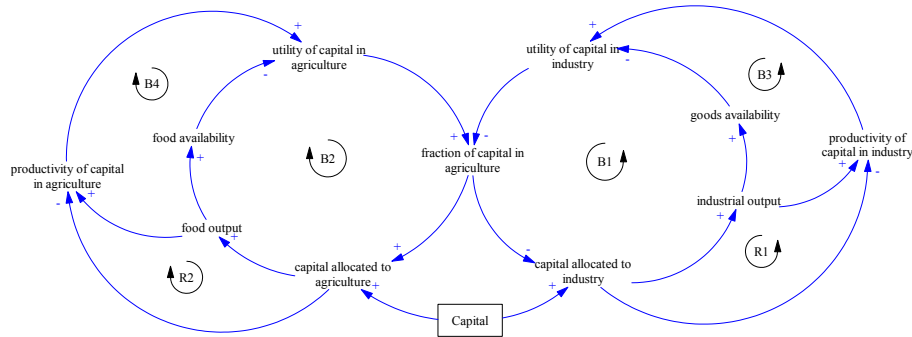 utility of capital in
agriculture
utility of capital in
industry
B4
B3
food availability
goods availability
B2
B1
fraction of capital in
agriculture
productivity of
capital in industry
productivity of capital
in agriculture
food output
industrial output
R2
R1
capital allocated to
agriculture
capital allocated to
industry
Capital
+
+
-
-
+
-
+
+
+
+
-
-
+
-
+
+
+
+
+
+